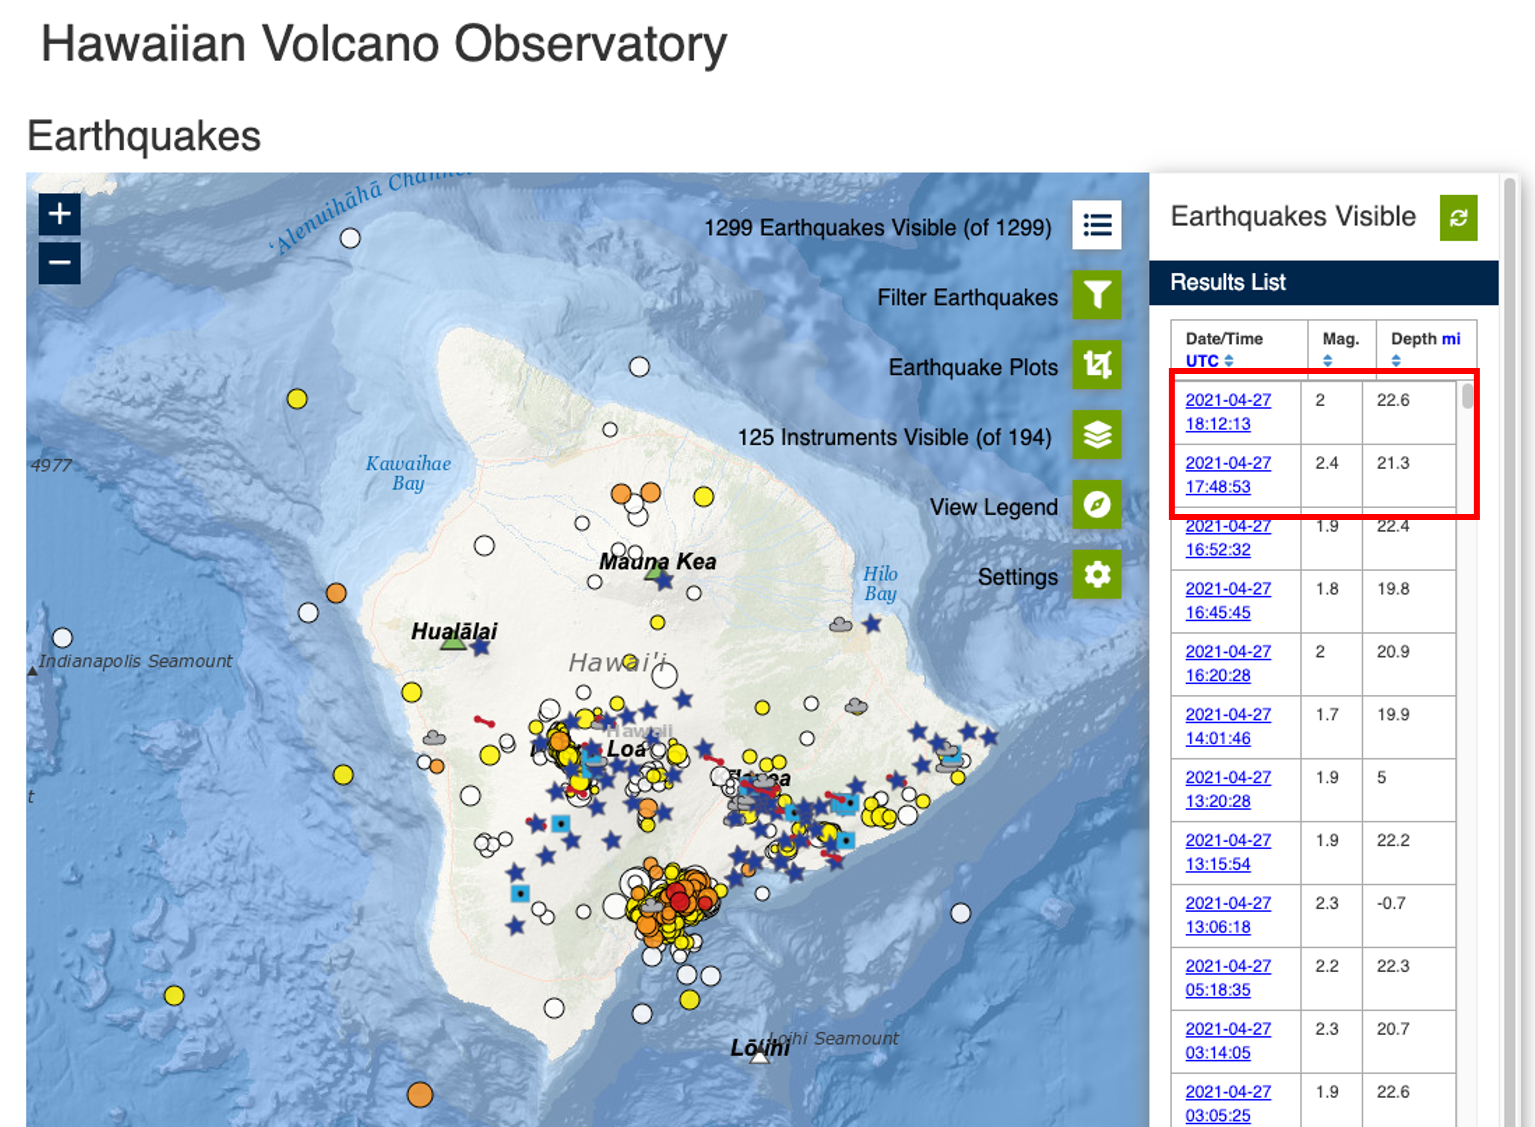 Hawaiian Volcano Observatory
Earthquakes
+
−
ʻAlenuihāhā
1299 Earthquakes Visible (of 1299)
Filter Earthquakes
Earthquake Plots
125 Instruments Visible (of 194)
View Legend
Settings
4977
Kawaihae
Bay
Mauna Kea
Hilo
Bay
Hualālai
Indianapolis Seamount
Hawai'i
Hawaii
Loa
t
Loihi Seamount
Lōʻihi
Earthquakes Visible
Results List
Date/Time UTC Mag. Depth mi
2021-04-27 2 22.6
18:12:13
2021-04-27 2.4 21.3
17:48:53
2021-04-27 1.9 22.4
16:52:32
2021-04-27 1.8 19.8
16:45:45
2021-04-27 2 20.9
16:20:28
2021-04-27 1.7 19.9
14:01:46
2021-04-27 1.9 5
13:20:28
2021-04-27 1.9 22.2
13:15:54
2021-04-27 2.3 -0.7
13:06:18
2021-04-27 2.2 22.3
05:18:35
2021-04-27 2.3 20.7
03:14:05
2021-04-27 1.9 22.6
03:05:25